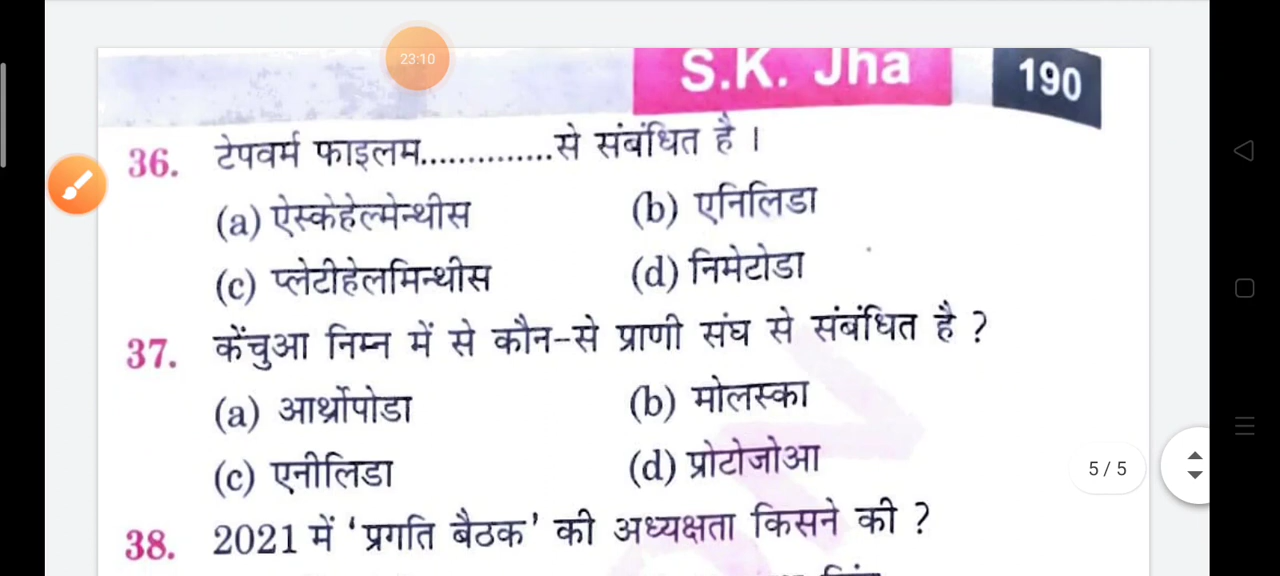 23:10
S.K. Jha 190
36. टेपवर्म फाइलम..............से संबंधित है ।
(a) ऐस्केहेल्मेन्थीस (b) एनिलिडा
(c) प्लेटीहेलमिन्थीस (d) निमेटोडा
37. केंचुआ निम्न में से कौन-से प्राणी संघ से संबंधित है ?
(a) आर्थ्रोपोडा (b) मोलस्का
(c) एनीलिडा (d) प्रोटोजोआ
5 / 5
38. 2021 में ‘प्रगति बैठक’ की अध्यक्षता किसने की ?